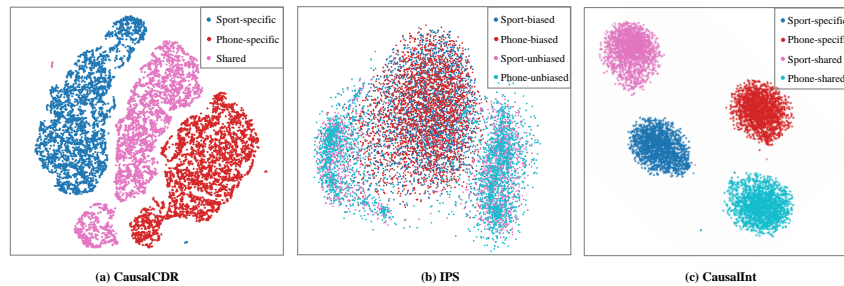 Sport-specific
Phone-specific
Shared
Sport-biased
Phone-biased
Sport-unbiased
Phone-unbiased
Sport-specific
Phone-specific
Sport-shared
Phone-shared
(a) CausalCDR
(b) IPS
(c) CausalInt